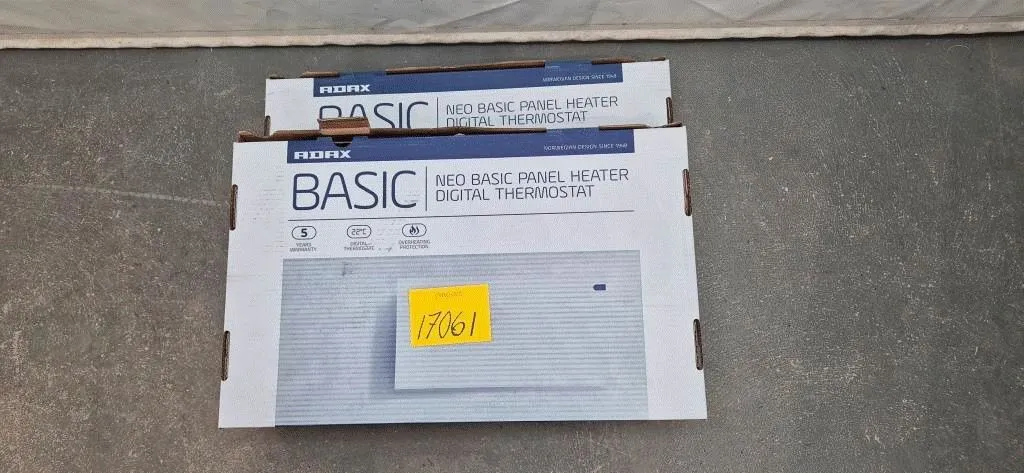 ADAX
NORWEGIAN DESIGN SINCE 1948
BASIC
NEO BASIC PANEL HEATER
DIGITAL THERMOSTAT
ADAX
NORWEGIAN DESIGN SINCE 1948
BASIC
NEO BASIC PANEL HEATER
DIGITAL THERMOSTAT
5
22°C
YEARS
WARRANTY
DIGITAL
THERMOSTAT
OVERHEATING
PROTECTION
17061